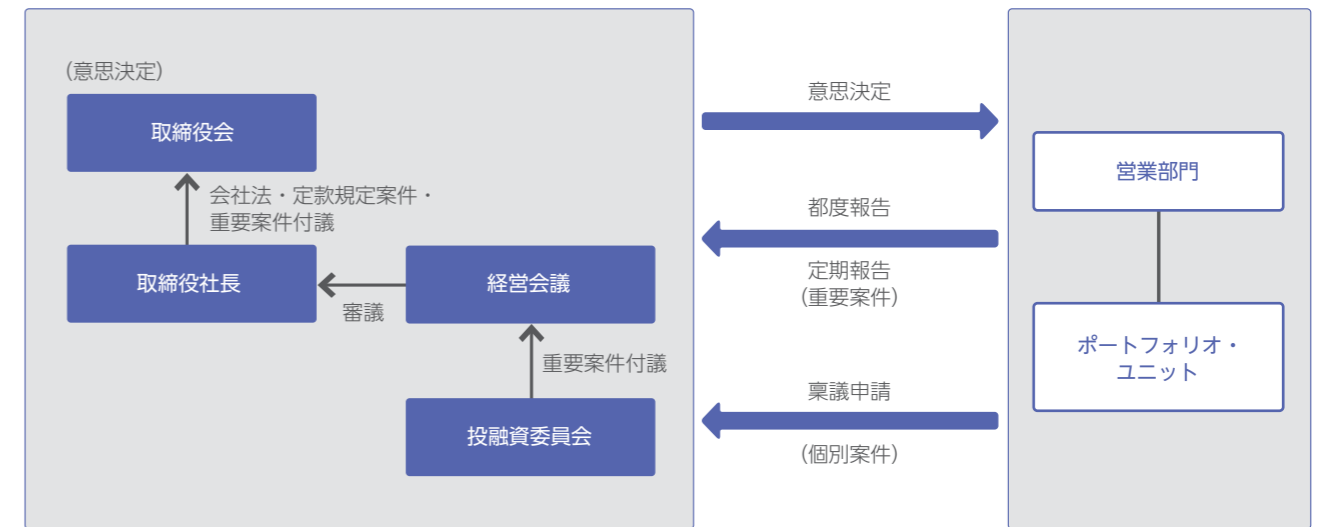 (意思決定)
取締役会
会社法・定款規定案件・
重要案件付議
取締役社長
審議
経営会議
重要案件付議
投融資委員会
意思決定
都度報告
定期報告
(重要案件)
稟議申請
(個別案件)
営業部門
ポートフォリオ・
ユニット